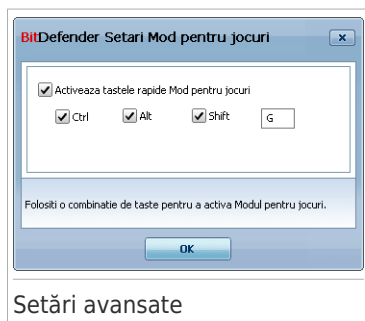 BitDefender Setari Mod pentru jocuri
Activeaza tastele rapide Mod pentru jocuri
Ctrl Alt Shift G
Folositi o combinatie de taste pentru a activa Modul pentru jocuri.
OK
Setări avansate